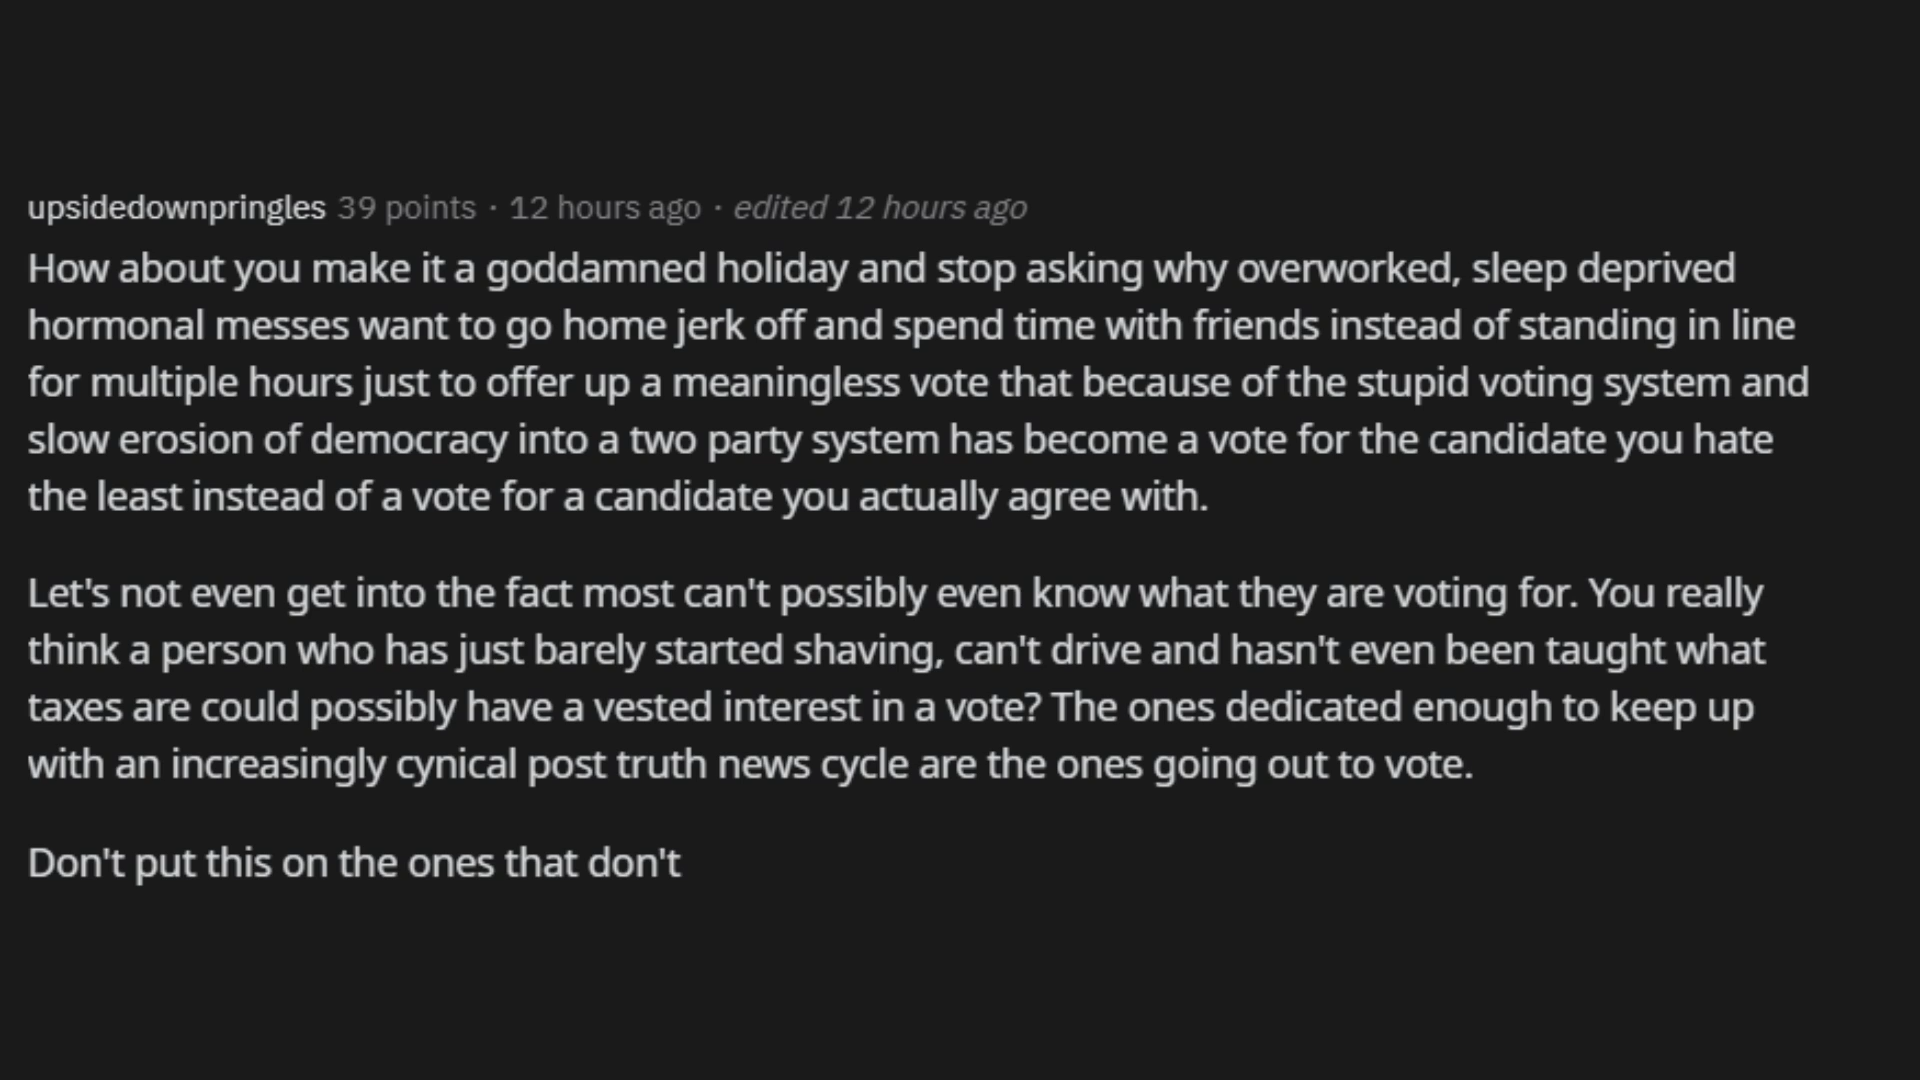 upsidedownpringles 39 points · 12 hours ago · edited 12 hours ago
How about you make it a goddamned holiday and stop asking why overworked, sleep deprived
hormonal messes want to go home jerk off and spend time with friends instead of standing in line
for multiple hours just to offer up a meaningless vote that because of the stupid voting system and
slow erosion of democracy into a two party system has become a vote for the candidate you hate
the least instead of a vote for a candidate you actually agree with.
Let's not even get into the fact most can't possibly even know what they are voting for. You really
think a person who has just barely started shaving, can't drive and hasn't even been taught what
taxes are could possibly have a vested interest in a vote? The ones dedicated enough to keep up
with an increasingly cynical post truth news cycle are the ones going out to vote.
Don't put this on the ones that don't